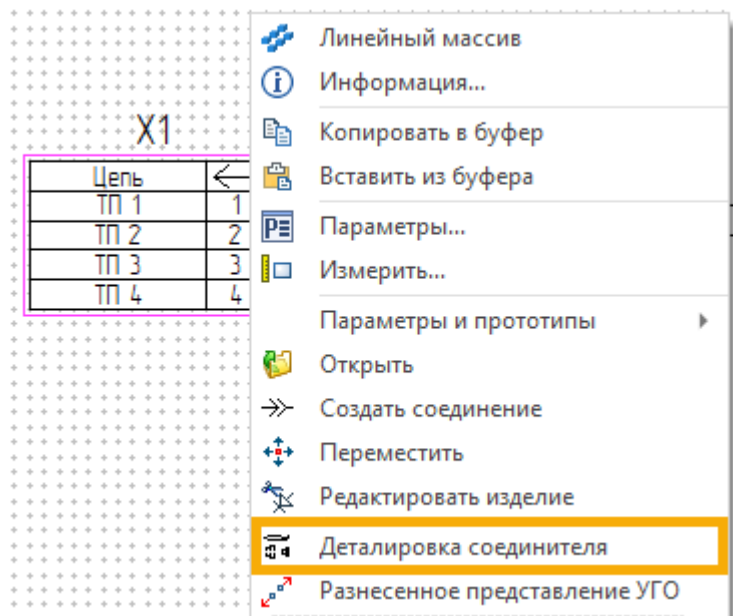 X1
Цепь
ТП 1 1
ТП 2 2
ТП 3 3
ТП 4 4
Линейный массив
Информация...
Копировать в буфер
Вставить из буфера
Параметры...
Измерить...
Параметры и прототипы
Открыть
Создать соединение
Переместить
Редактировать изделие
Деталировка соединителя
Разнесенное представление УГО